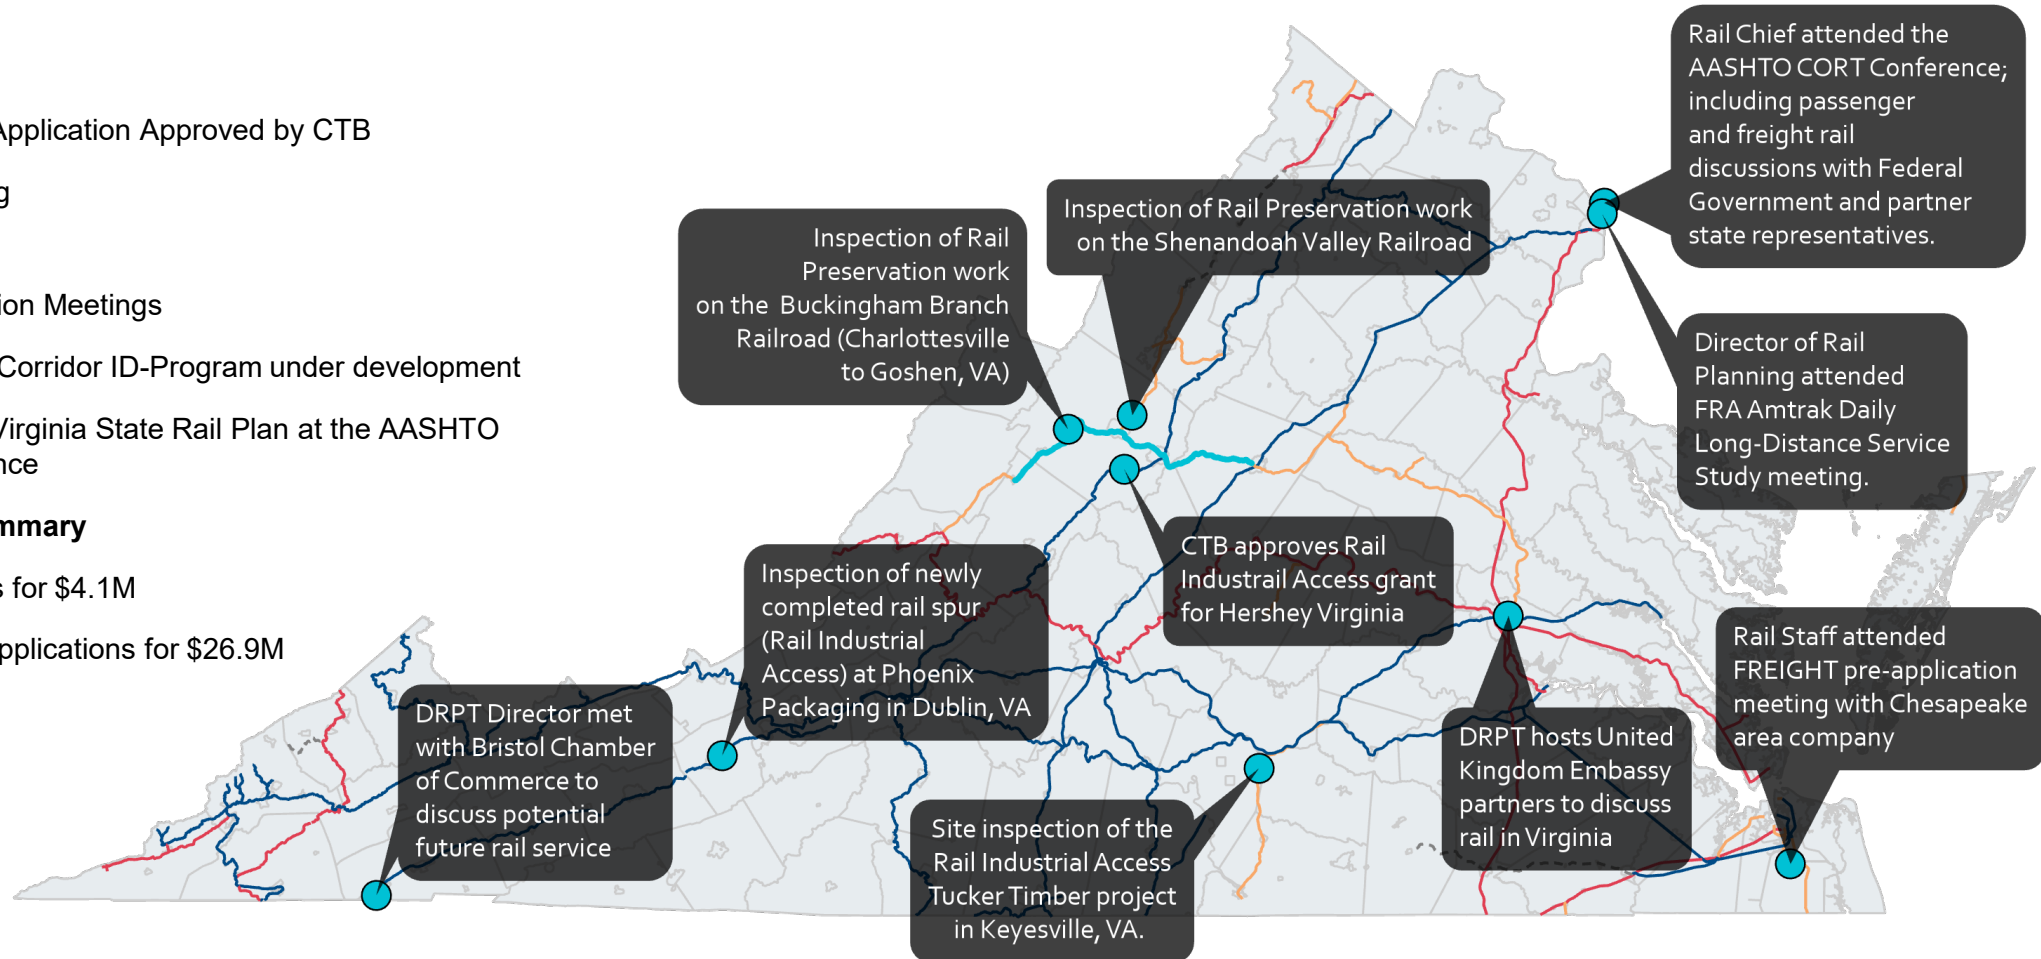 Application Approved by CTB
g
ion Meetings
Corridor ID-Program under development
Virginia State Rail Plan at the AASHTO
nce
mmary
s for $4.1M
pplications for $26.9M
Rail Chief attended the
AASHTO CORT Conference;
including passenger
and freight rail
discussions with Federal
Government and partner
state representatives.
Inspection of Rail Preservation work
on the Shenandoah Valley Railroad
Inspection of Rail
Preservation work
on the Buckingham Branch
Railroad (Charlottesville
to Goshen, VA)
Director of Rail
Planning attended
FRA Amtrak Daily
Long-Distance Service
Study meeting.
CTB approves Rail
Industrail Access grant
for Hershey Virginia
Inspection of newly
completed rail spur
(Rail Industrial
Access) at Phoenix
Packaging in Dublin, VA
Rail Staff attended
FREIGHT pre-application
meeting with Chesapeake
area company
DRPT Director met
with Bristol Chamber
of Commerce to
discuss potential
future rail service
DRPT hosts United
Kingdom Embassy
partners to discuss
rail in Virginia
Site inspection of the
Rail Industrial Access
Tucker Timber project
in Keyesville, VA.